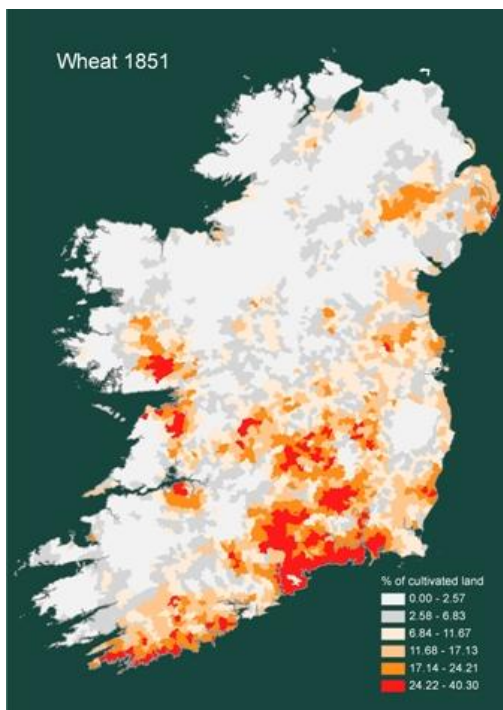 Wheat 1851
% of cultivated land
0.00 - 2.57
2.58 - 6.83
6.84 - 11.67
11.68 - 17.13
17.14 - 24.21
24.22 - 40.30